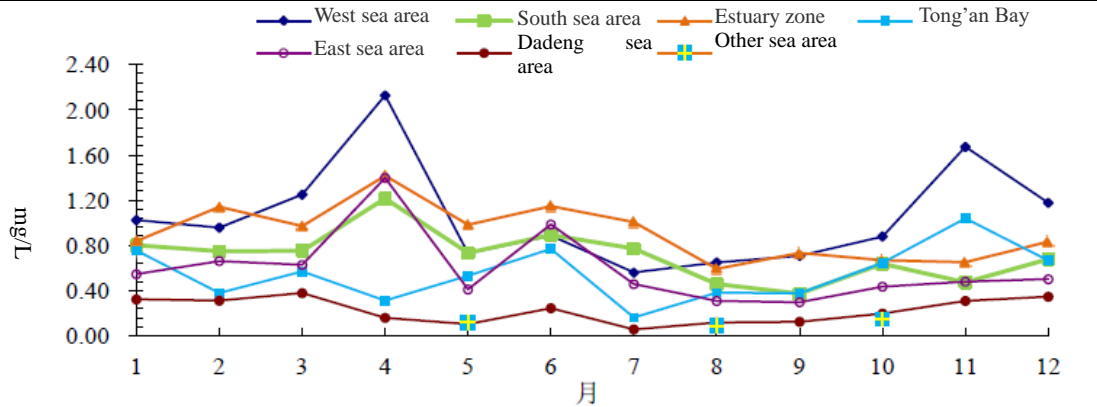 West sea area South sea area Estuary zone Tong’an Bay
East sea area Dadeng sea area Other sea area
2.40
2.00
1.60
1.20
0.80
0.40
0.00
mg/L
1 2 3 4 5 6 7 8 9 10 11 12
月